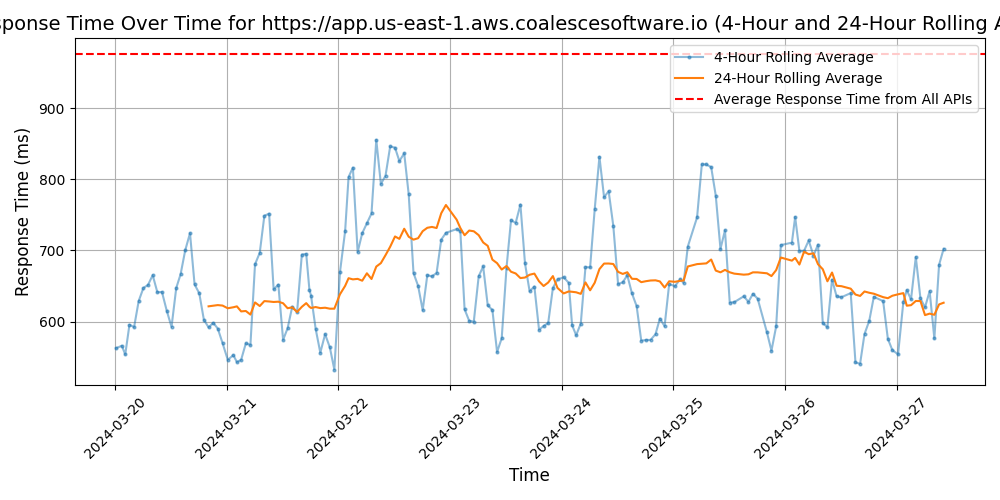 sponse Time Over Time for https://app.us-east-1.aws.coalescesoftware.io (4-Hour and 24-Hour Rolling A
4-Hour Rolling Average
24-Hour Rolling Average
Average Response Time from All APIs
Response Time (ms)
900
800
700
600
2024-03-20
2024-03-21
2024-03-22
2024-03-23
2024-03-24
2024-03-25
2024-03-26
2024-03-27
Time